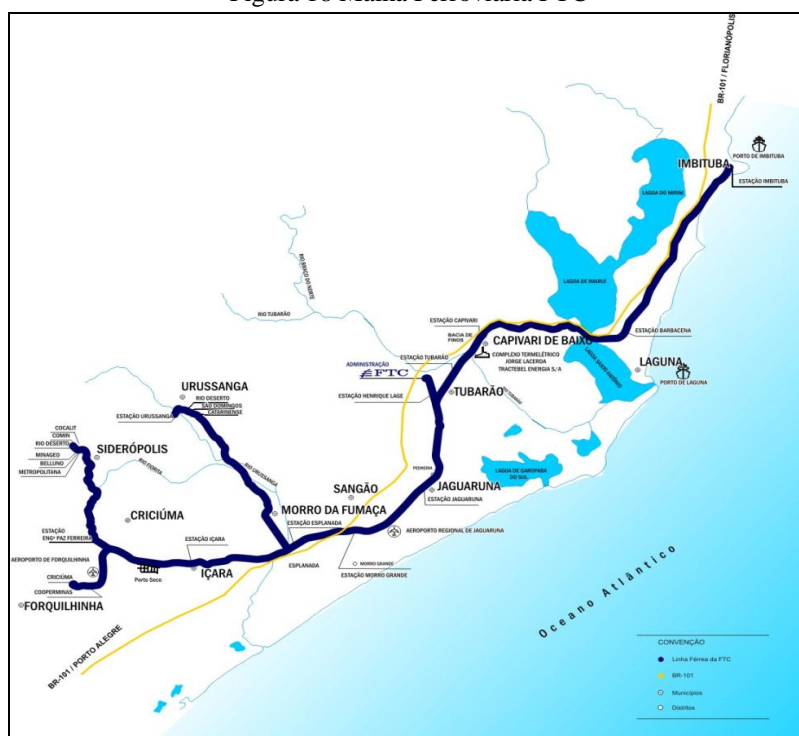 Figura 18 Malha Ferroviária FTC
BR-101 / FLORIANÓPOLIS
PORTO DE IMBITUBA
IMBITUBA
ESTAÇÃO IMBITUBA
LAGOA DO MIRIM
LAGOA DE IMARUÍ
RIO TUBARÃO
ESTAÇÃO CAPIVARI
BACIA DE
FINOS
ESTAÇÃO BARBACENA
CAPIVARI DE BAIXO
COMPLEXO TERMELÉTRICO
JORGE LACERDA
TRACTEBEL ENERGIA S/A
ESTAÇÃO TUBARÃO
LAGUNA
PORTO DE LAGUNA
ADMINISTRAÇÃO
FTC
ESTAÇÃO HENRIQUE LAGE
TUBARÃO
RIO TUBARÃO
URUSSANGA
RIO DESERTO
SÃO DOMINGOS
CATARINENSE
ESTAÇÃO URUSSANGA
COCALIT
COMIN
RIO DESERTO
MINAGEO
BELLUNO
METROPOLITANA
SIDERÓPOLIS
RIO FIORITA
RIO URUSSANGA
PEDREIRA
LAGOA DE GAROPABA
DO SUL
JAGUARUNA
ESTAÇÃO JAGUARUNA
SANGÃO
MORRO DA FUMAÇA
CRICIÚMA
ESTAÇÃO ESPLANADA
AEROPORTO REGIONAL DE JAGUARUNA
ESTAÇÃO
ENGº PAZ FERREIRA
ESTAÇÃO IÇARA
AEROPORTO DE FORQUILHINHA
ESPLANADA
MORRO GRANDE
ESTAÇÃO MORRO GRANDE
Porto Seco
IÇARA
CRICIÚMA
COOPERMINAS
FORQUILHINHA
BR-101 / PORTO ALEGRE
Oceano Atlântico
CONVENÇÃO
Linha Férrea da FTC
BR-101
Municípios
Distritos